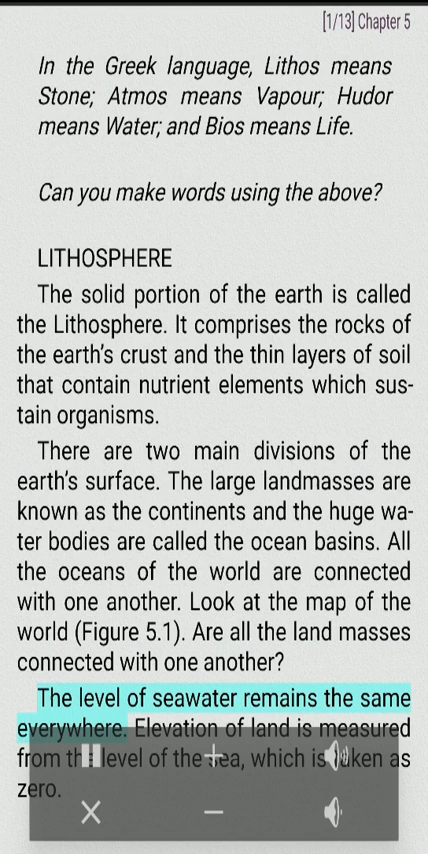 [1/13] Chapter 5
In the Greek language, Lithos means
Stone; Atmos means Vapour; Hudor
means Water; and Bios means Life.
Can you make words using the above?
LITHOSPHERE
The solid portion of the earth is called
the Lithosphere. It comprises the rocks of
the earth's crust and the thin layers of soil
that contain nutrient elements which sus-
tain organisms.
There are two main divisions of the
earth's surface. The large landmasses are
known as the continents and the huge wa-
ter bodies are called the ocean basins. All
the oceans of the world are connected
with one another. Look at the map of the
world (Figure 5.1). Are all the land masses
connected with one another?
The level of seawater remains the same
everywhere. Elevation of land is measured
from the level of the sea, which is taken as
zero.